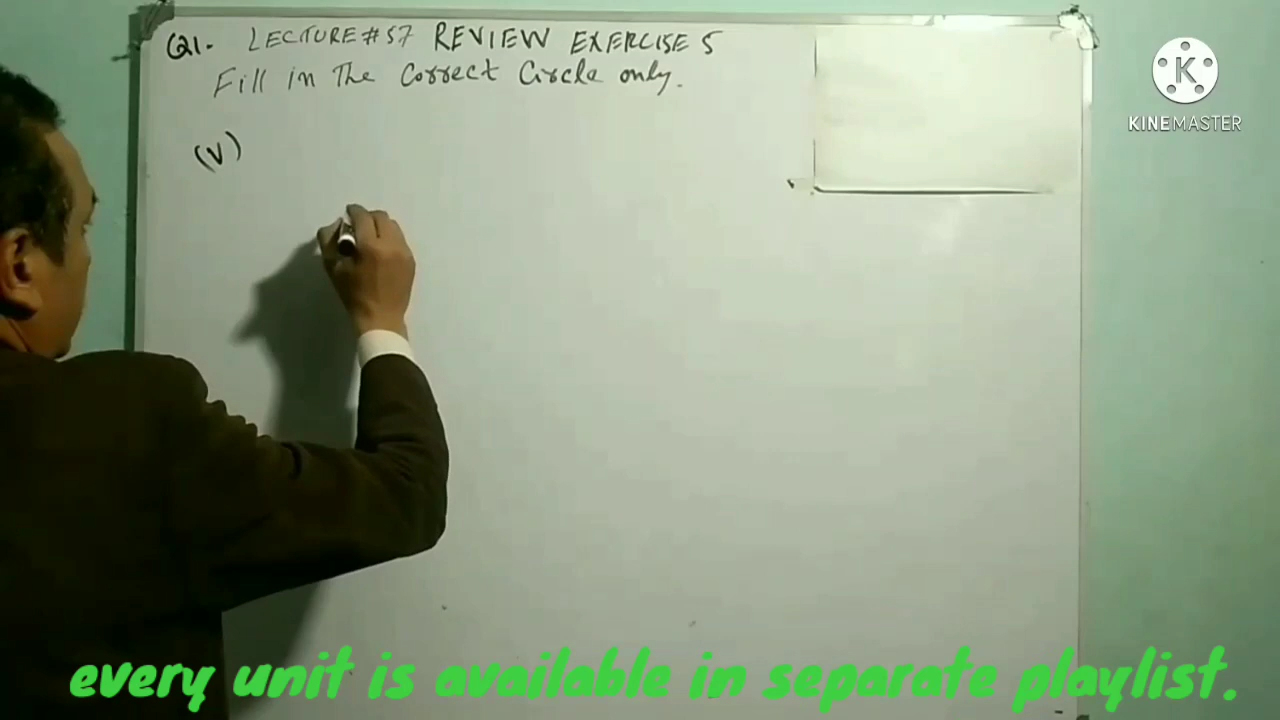 Q1. LECTURE #57 REVIEW EXERCISE 5
Fill in the Correct Circle only.
(V)
K
KINEMASTER
every unit is available in separate playlist.